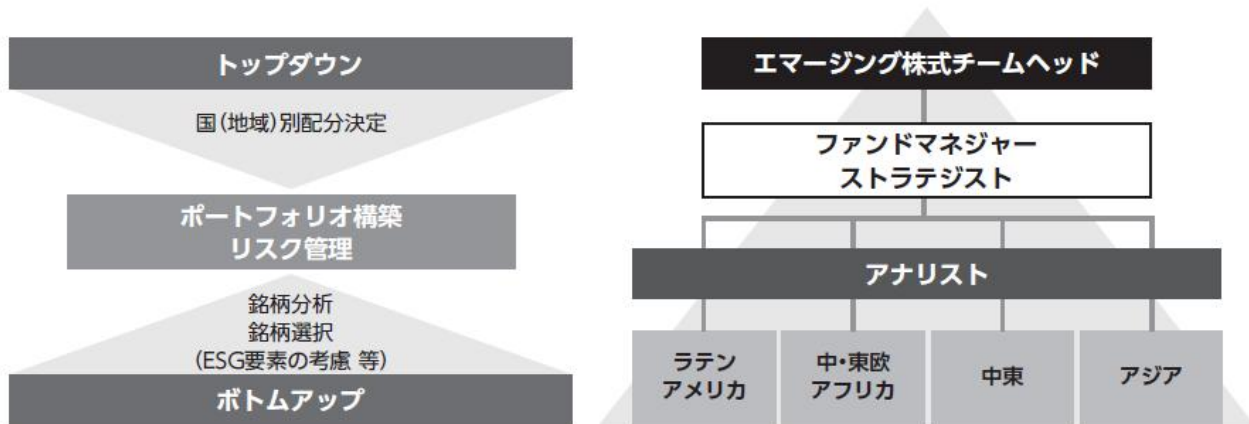 トップダウン
国(地域)別配分決定
ポートフォリオ構築
リスク管理
銘柄分析
銘柄選択
(ESG要素の考慮 等)
ボトムアップ
エマージング株式チームヘッド
ファンドマネジャー
ストラテジスト
アナリスト
ラテン
アメリカ
中・東欧
アフリカ
中東
アジア